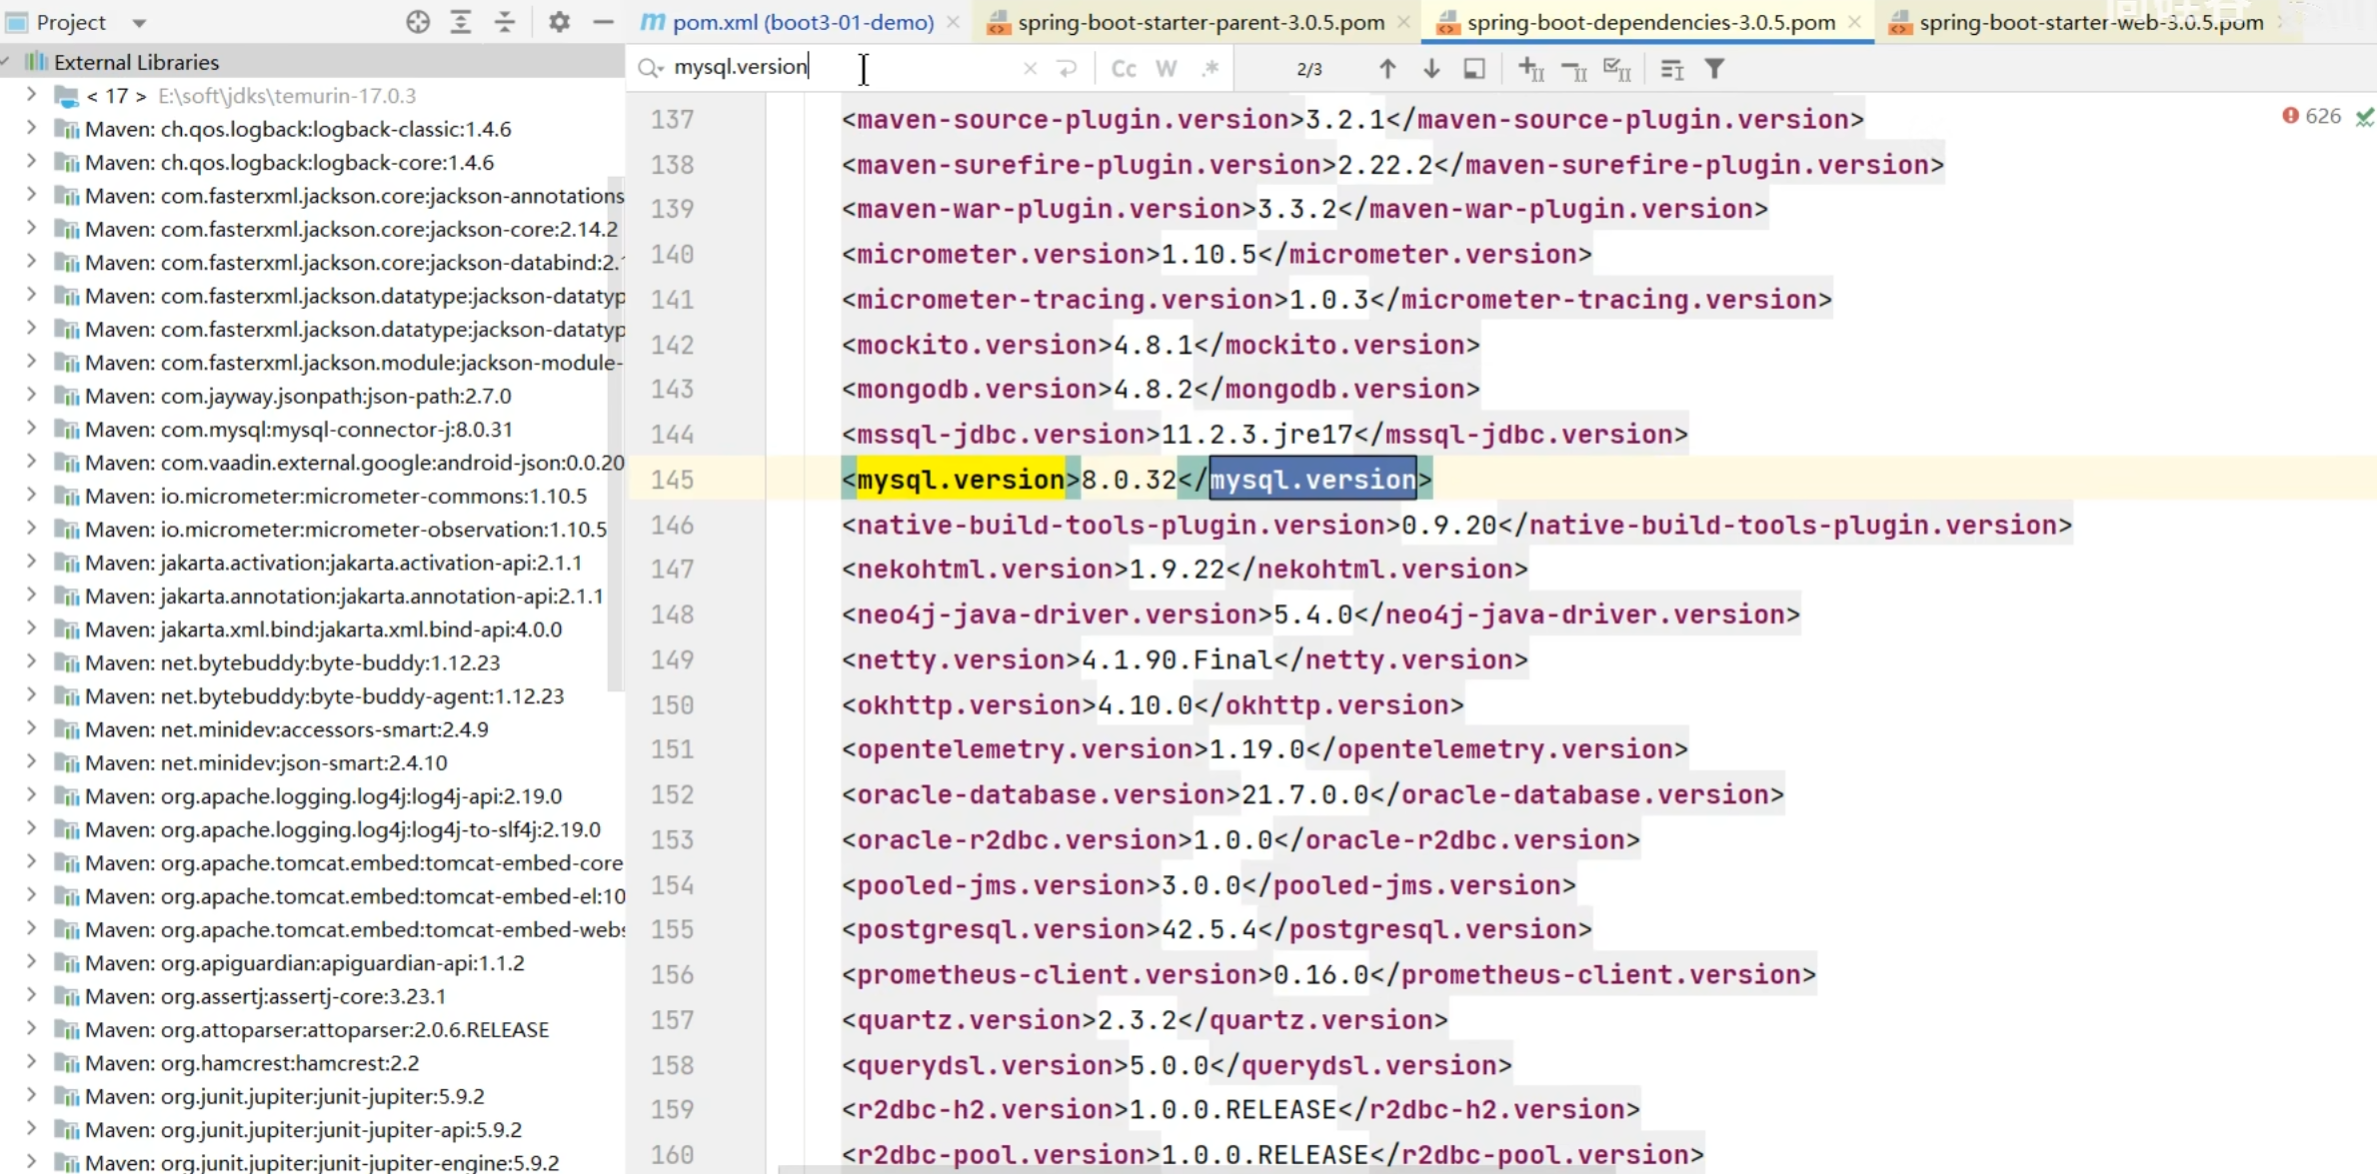 Project
pom.xml (boot3-01-demo)
spring-boot-starter-parent-3.0.5.pom
spring-boot-dependencies-3.0.5.pom
spring-boot-starter-web-3.0.5.pom
External Libraries
mysql.version
Cc W .*
2/3
< 17 > E:\soft\jdks\temurin-17.0.3
Maven: ch.qos.logback:logback-classic:1.4.6
Maven: ch.qos.logback:logback-core:1.4.6
Maven: com.fasterxml.jackson.core:jackson-annotations
Maven: com.fasterxml.jackson.core:jackson-core:2.14.2
Maven: com.fasterxml.jackson.core:jackson-databind:2.
Maven: com.fasterxml.jackson.datatype:jackson-datatyp
Maven: com.fasterxml.jackson.datatype:jackson-datatyp
Maven: com.fasterxml.jackson.module:jackson-module-
Maven: com.jayway.jsonpath:json-path:2.7.0
Maven: com.mysql:mysql-connector-j:8.0.31
Maven: com.vaadin.external.google:android-json:0.0.20
Maven: io.micrometer:micrometer-commons:1.10.5
Maven: io.micrometer:micrometer-observation:1.10.5
Maven: jakarta.activation:jakarta.activation-api:2.1.1
Maven: jakarta.annotation:jakarta.annotation-api:2.1.1
Maven: jakarta.xml.bind:jakarta.xml.bind-api:4.0.0
Maven: net.bytebuddy:byte-buddy:1.12.23
Maven: net.bytebuddy:byte-buddy-agent:1.12.23
Maven: net.minidev:accessors-smart:2.4.9
Maven: net.minidev:json-smart:2.4.10
Maven: org.apache.logging.log4j:log4j-api:2.19.0
Maven: org.apache.logging.log4j:log4j-to-slf4j:2.19.0
Maven: org.apache.tomcat.embed:tomcat-embed-core
Maven: org.apache.tomcat.embed:tomcat-embed-el:10
Maven: org.apache.tomcat.embed:tomcat-embed-webs
Maven: org.apiguardian:apiguardian-api:1.1.2
Maven: org.assertj:assertj-core:3.23.1
Maven: org.attoparser:attoparser:2.0.6.RELEASE
Maven: org.hamcrest:hamcrest:2.2
Maven: org.junit.jupiter:junit-jupiter:5.9.2
Maven: org.junit.jupiter:junit-jupiter-api:5.9.2
Maven: org.junit.jupiter:junit-jupiter-engine:5.9.2
626
137 <maven-source-plugin.version>3.2.1</maven-source-plugin.version>
138 <maven-surefire-plugin.version>2.22.2</maven-surefire-plugin.version>
139 <maven-war-plugin.version>3.3.2</maven-war-plugin.version>
140 <micrometer.version>1.10.5</micrometer.version>
141 <micrometer-tracing.version>1.0.3</micrometer-tracing.version>
142 <mockito.version>4.8.1</mockito.version>
143 <mongodb.version>4.8.2</mongodb.version>
144 <mssql-jdbc.version>11.2.3.jre17</mssql-jdbc.version>
145 <mysql.version>8.0.32</mysql.version>
146 <native-build-tools-plugin.version>0.9.20</native-build-tools-plugin.version>
147 <nekohtml.version>1.9.22</nekohtml.version>
148 <neo4j-java-driver.version>5.4.0</neo4j-java-driver.version>
149 <netty.version>4.1.90.Final</netty.version>
150 <okhttp.version>4.10.0</okhttp.version>
151 <opentelemetry.version>1.19.0</opentelemetry.version>
152 <oracle-database.version>21.7.0.0</oracle-database.version>
153 <oracle-r2dbc.version>1.0.0</oracle-r2dbc.version>
154 <pooled-jms.version>3.0.0</pooled-jms.version>
155 <postgresql.version>42.5.4</postgresql.version>
156 <prometheus-client.version>0.16.0</prometheus-client.version>
157 <quartz.version>2.3.2</quartz.version>
158 <querydsl.version>5.0.0</querydsl.version>
159 <r2dbc-h2.version>1.0.0.RELEASE</r2dbc-h2.version>
160 <r2dbc-pool.version>1.0.0.RELEASE</r2dbc-pool.version>